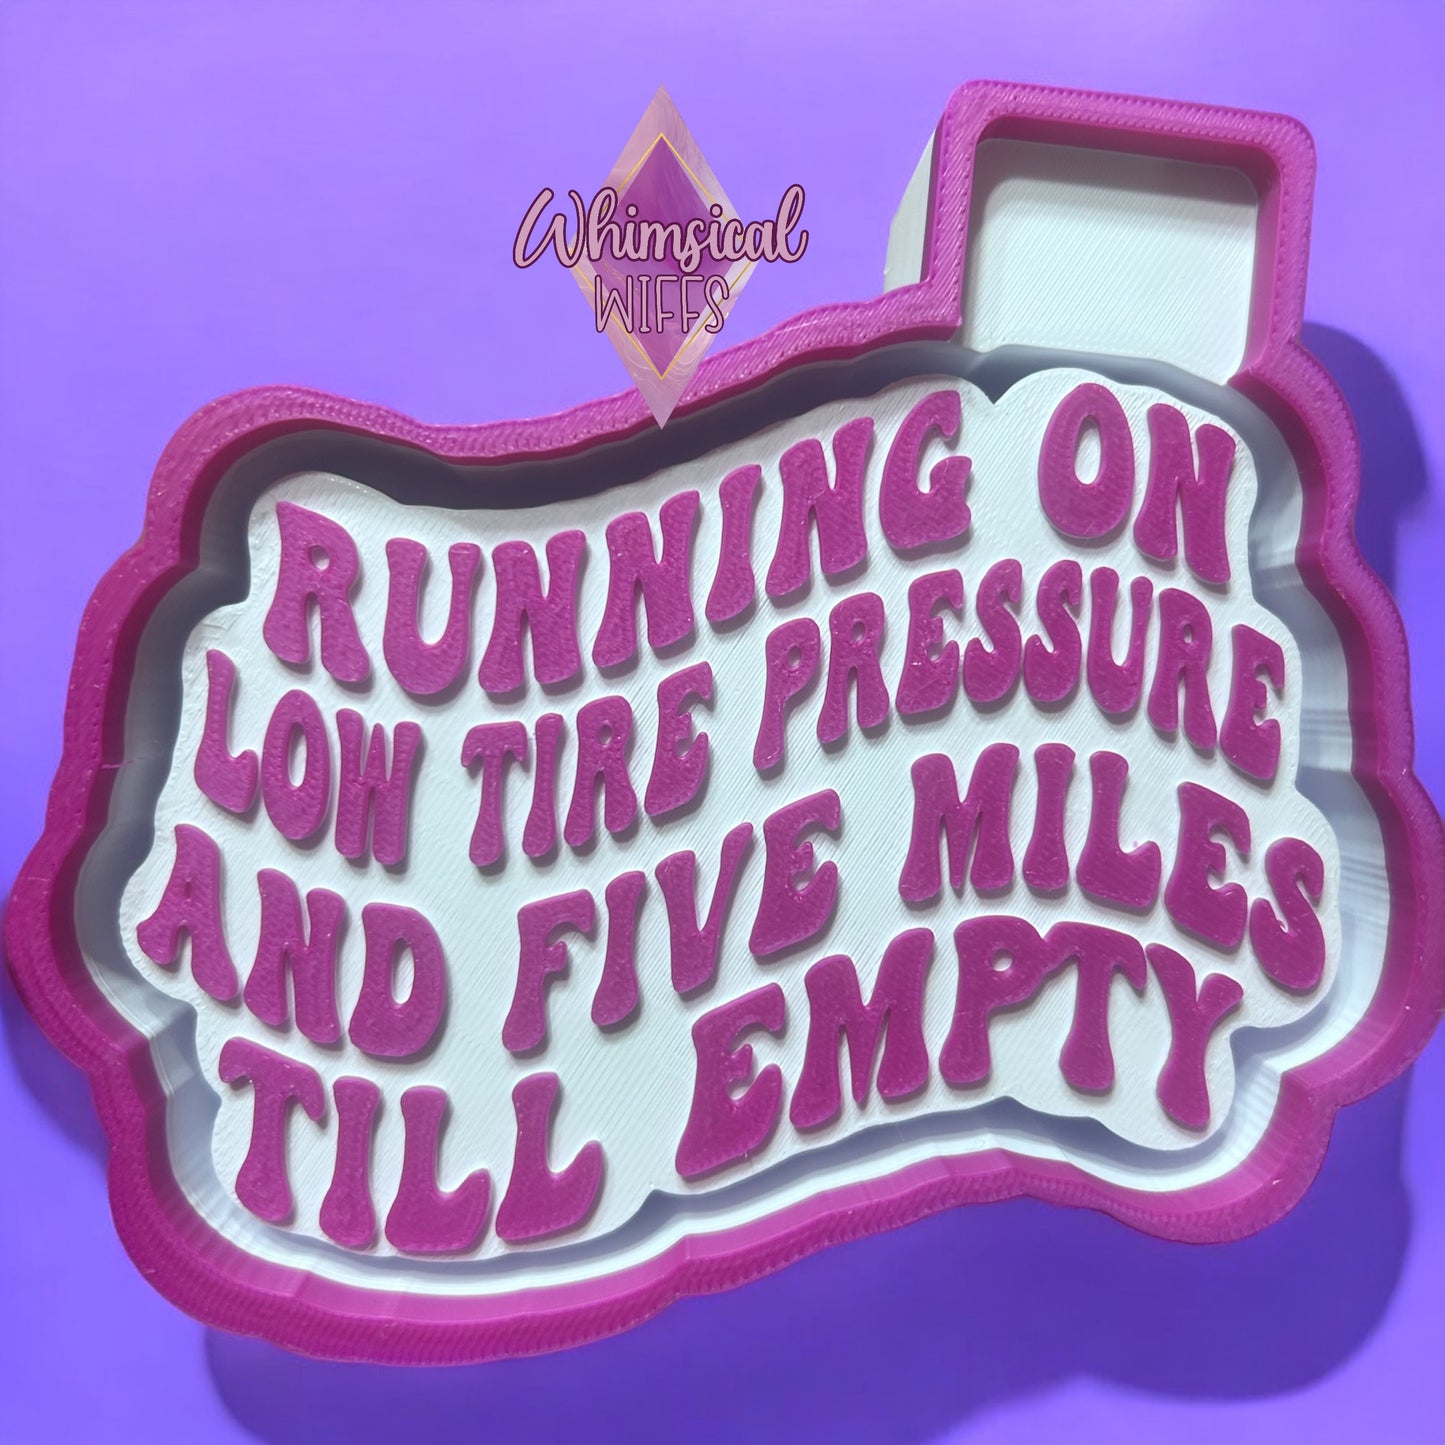 Whimsical
WIFFS
RUNNING ON
LOW TIRE PRESSURE
AND FIVE MILES
TILL EMPTY